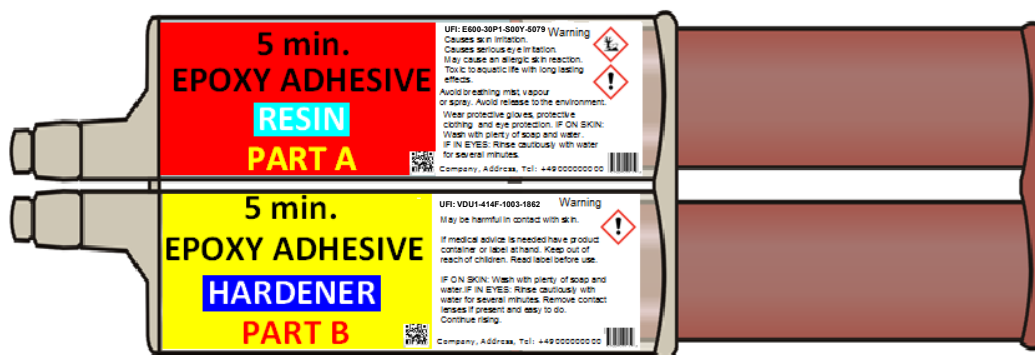 5 min.
EPOXY ADHESIVE
RESIN
PART A
UFI: E600-30P1-S00Y-5079 Warning
Causes skin irritation.
Causes serious eye irritation.
May cause an allergic skin reaction.
Toxic to aquatic life with long lasting
effects.
Avoid breathing mist, vapour
or spray. Avoid release to the environment.
Wear protective gloves, protective
clothing and eye protection. IF ON SKIN:
Wash with plenty of soap and water.
IF IN EYES: Rinse cautiously with water
for several minutes.
Company, Address, Tel: +49000000000
5 min.
EPOXY ADHESIVE
HARDENER
PART B
UFI: VDU1-414F-1003-1862 Warning
May be harmful in contact with skin.
If medical advice is needed have product
container or label at hand. Keep out of
reach of children. Read label before use.
IF ON SKIN: Wash with plenty of soap and
water.IF IN EYES: Rinse cautiously with
water for several minutes. Remove contact
lenses if present and easy to do.
Continue rising.
Company, Address, Tel: +49000000000